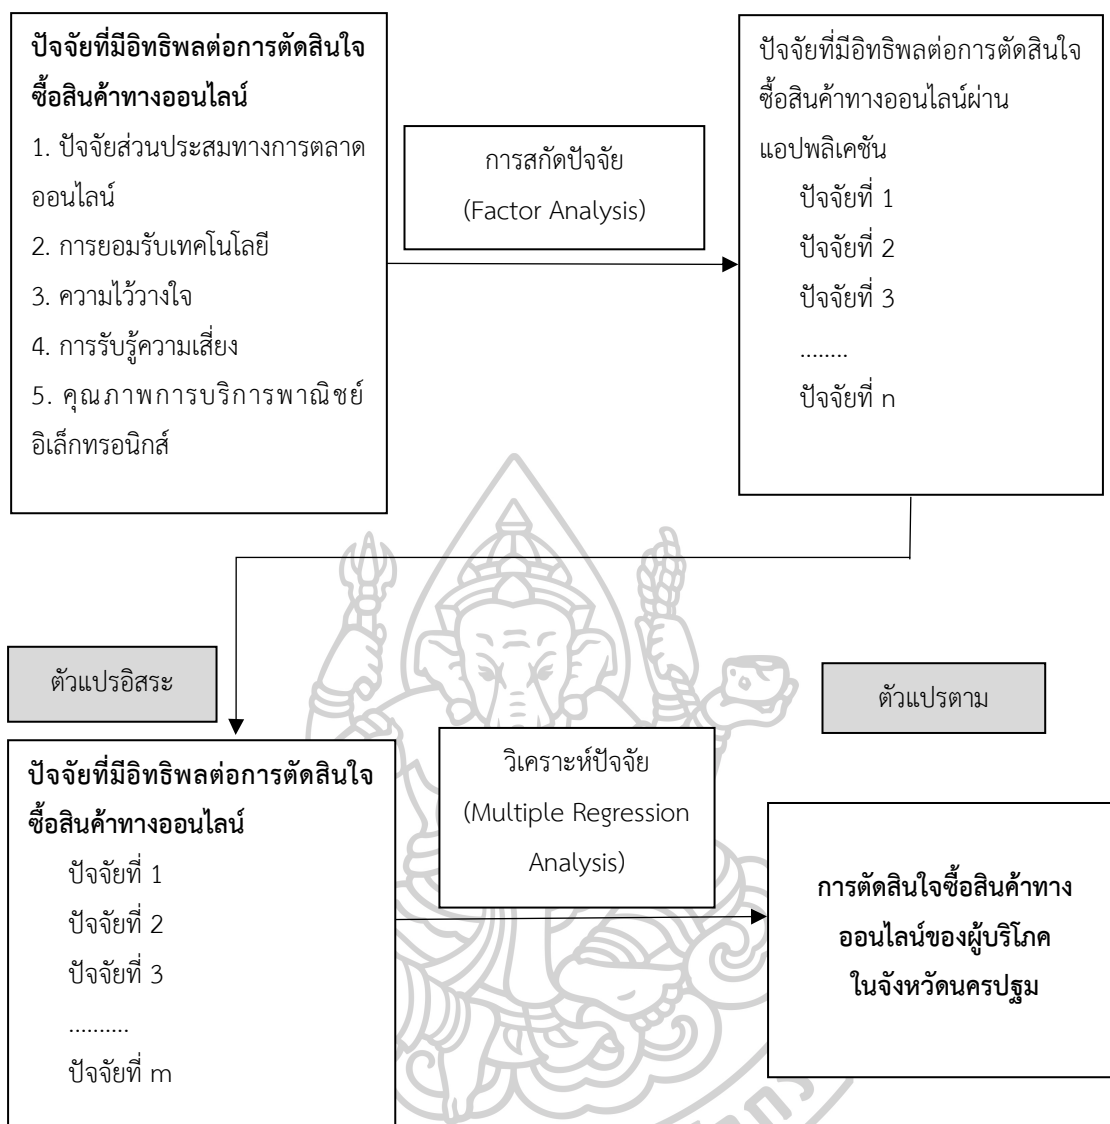 ปัจจัยที่มีอิทธิพลต่อการตัดสินใจ
ซื้อสินค้าทางออนไลน์
1. ปัจจัยส่วนประสมทางการตลาด
ออนไลน์
2. การยอมรับเทคโนโลยี
3. ความไว้วางใจ
4. การรับรู้ความเสี่ยง
5. คุณภาพการบริการพาณิชย์
อิเล็กทรอนิกส์
การสกัดปัจจัย
(Factor Analysis)
ปัจจัยที่มีอิทธิพลต่อการตัดสินใจ
ซื้อสินค้าทางออนไลน์ผ่าน
แอปพลิเคชัน
ปัจจัยที่ 1
ปัจจัยที่ 2
ปัจจัยที่ 3
........
ปัจจัยที่ n
ตัวแปรอิสระ
ปัจจัยที่มีอิทธิพลต่อการตัดสินใจ
ซื้อสินค้าทางออนไลน์
ปัจจัยที่ 1
ปัจจัยที่ 2
ปัจจัยที่ 3
..........
ปัจจัยที่ m
วิเคราะห์ปัจจัย
(Multiple Regression
Analysis)
ตัวแปรตาม
การตัดสินใจซื้อสินค้าทาง
ออนไลน์ของผู้บริโภค
ในจังหวัดนครปฐม